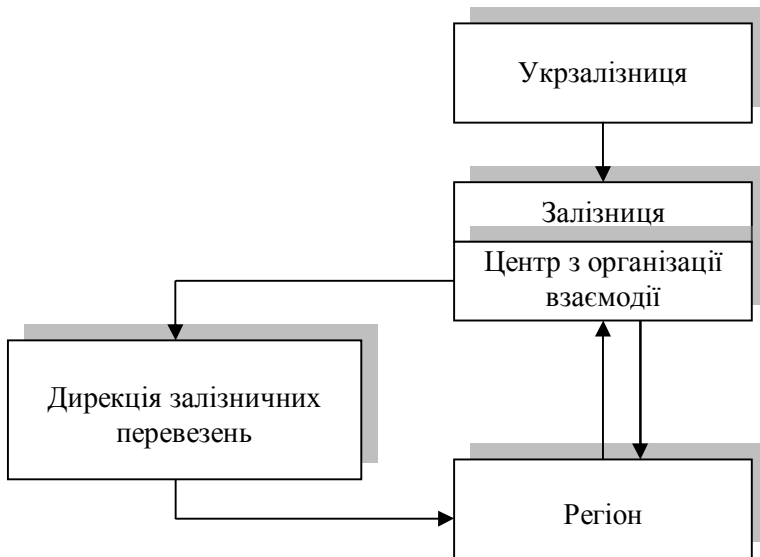 Укрзалізниця
Залізниця
Центр з організації
взаємодії
Дирекція залізничних
перевезень
Регіон